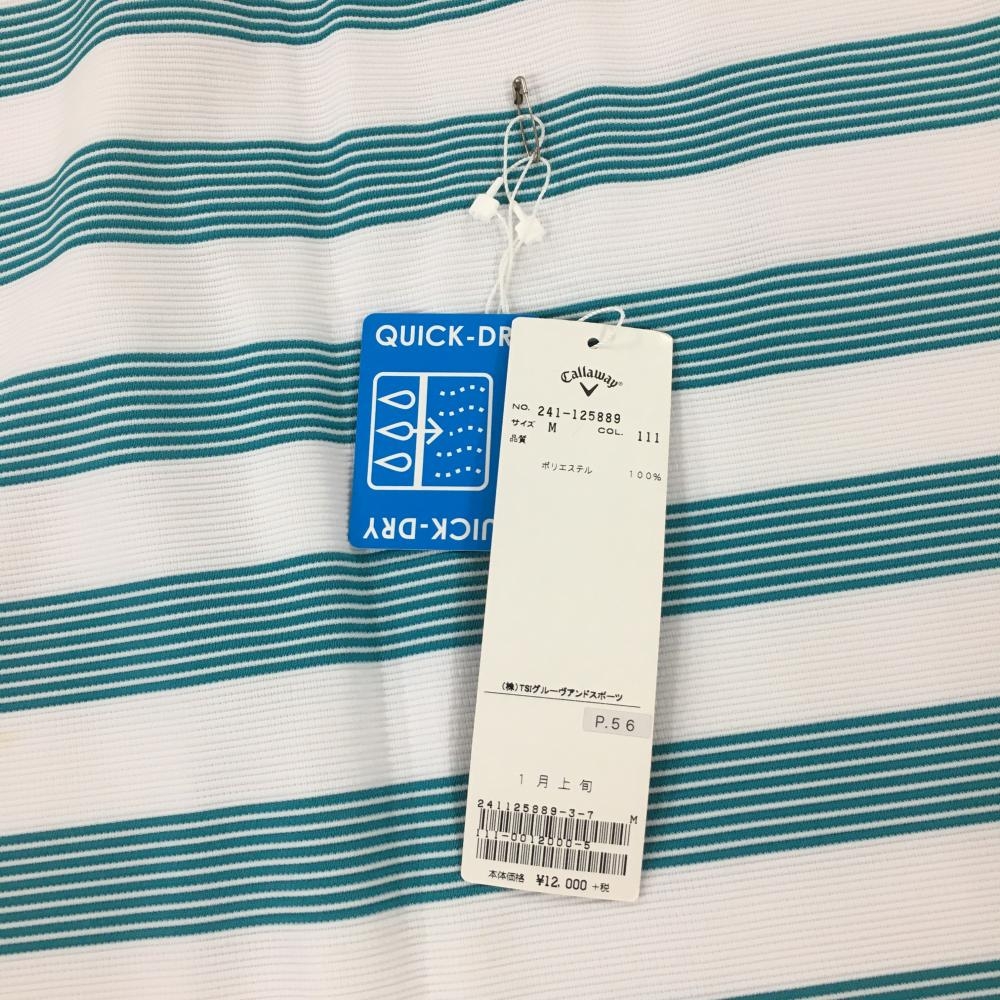 QUICK-DR
UICK-DRY
Callaway®
NO. 241-125889
サイズ M COL. 111
品質
ポリエステル 100%
(株)TSIグルーヴアンドスポーツ
P.56
1月上旬
241125889-3-7 M
111-0012000-5
本体価格 ¥12,000 +税